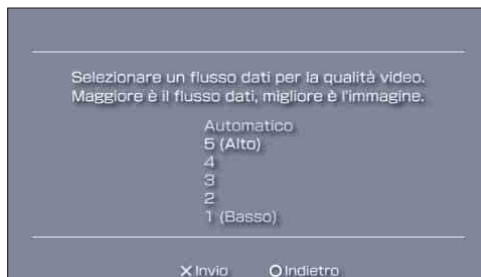 Selezionare un flusso dati per la qualità video.
Maggiore è il flusso dati, migliore è l'immagine.
Automatico
5 (Alto)
4
3
2
1 (Basso)
X Invio O Indietro